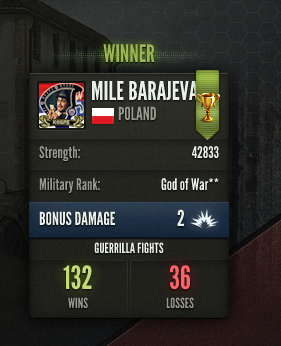 WINNER
MILE BARAJEVA
POLAND
Strength: 42833
Military Rank: God of War**
BONUS DAMAGE 2
GUERRILLA FIGHTS
132 36
WINS LOSSES